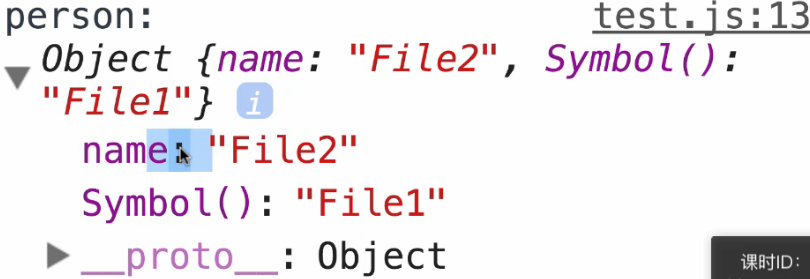 person: test.js:13
Object {name: "File2", Symbol():
"File1"} i
name: "File2"
Symbol(): "File1"
__proto__: Object
课时ID: